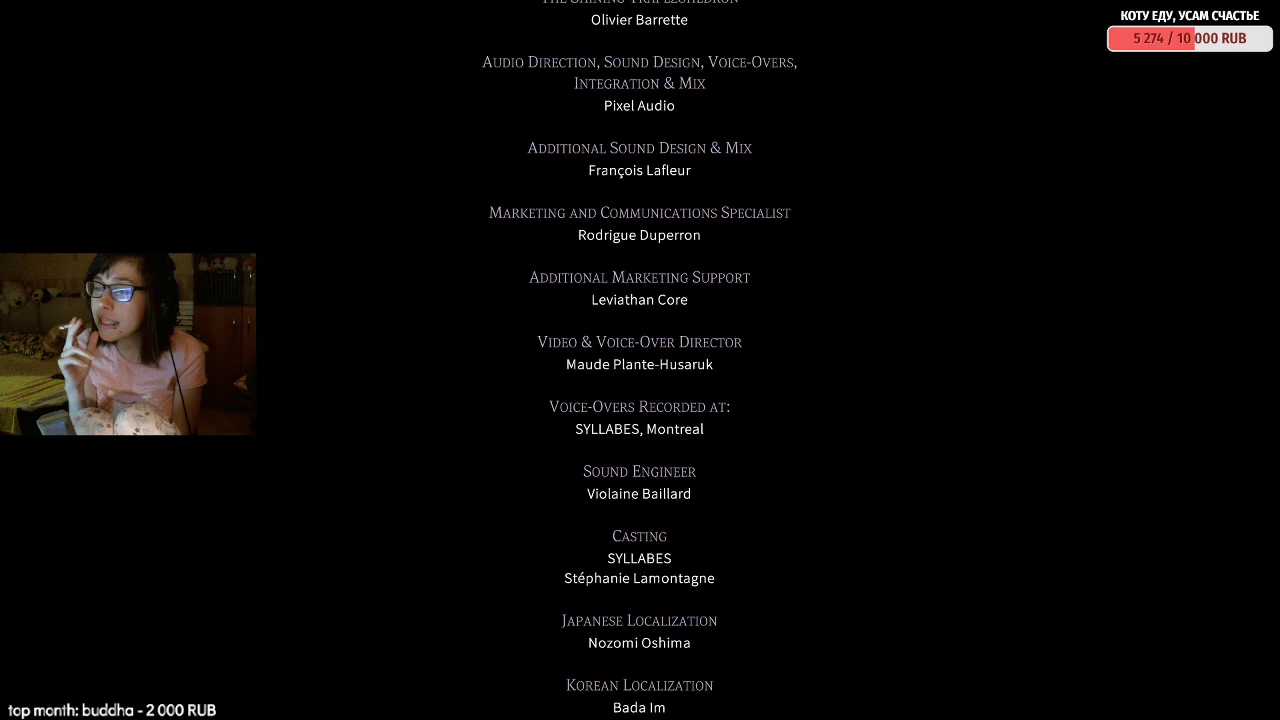 THE SHINING TRAPEZOHEDRON
Olivier Barrette
AUDIO DIRECTION, SOUND DESIGN, VOICE-OVERS,
INTEGRATION & MIX
Pixel Audio
ADDITIONAL SOUND DESIGN & MIX
François Lafleur
MARKETING AND COMMUNICATIONS SPECIALIST
Rodrigue Duperron
ADDITIONAL MARKETING SUPPORT
Leviathan Core
VIDEO & VOICE-OVER DIRECTOR
Maude Plante-Husaruk
VOICE-OVERS RECORDED AT:
SYLLABES, Montreal
SOUND ENGINEER
Violaine Baillard
CASTING
SYLLABES
Stéphanie Lamontagne
JAPANESE LOCALIZATION
Nozomi Oshima
KOREAN LOCALIZATION
Bada Im
КОТУ ЕДУ, УСАМ СЧАСТЬЕ
5 274 / 10 000 RUB
top month: buddha - 2 000 RUB